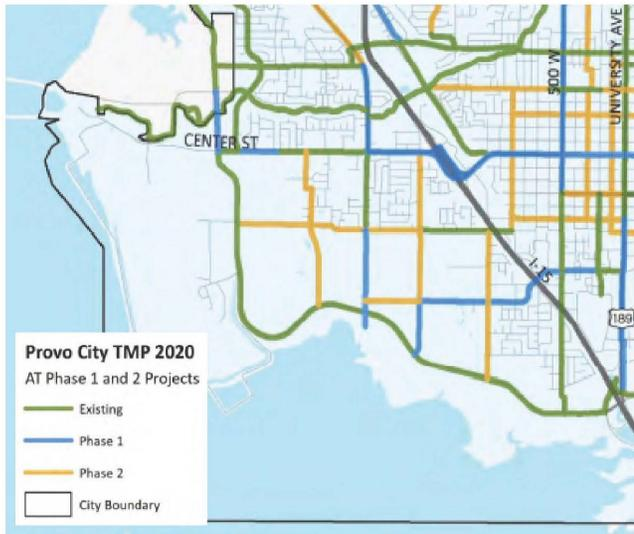 500 W
UNIVERSITY AVE
CENTER ST
I-15
189
Provo City TMP 2020
AT Phase 1 and 2 Projects
Existing
Phase 1
Phase 2
City Boundary